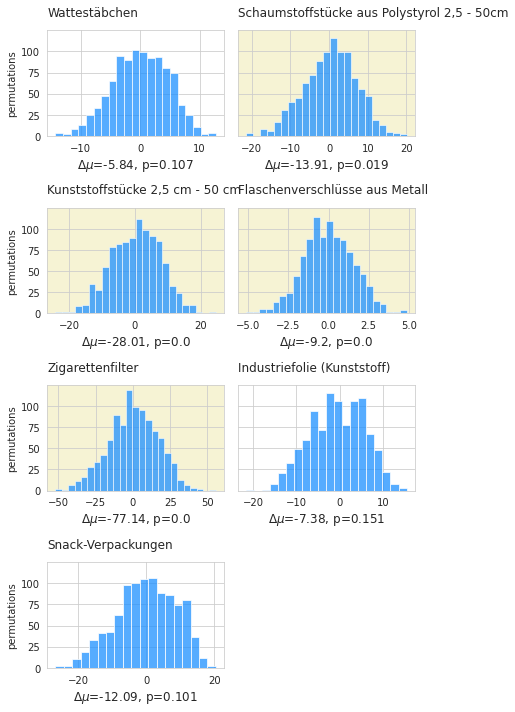 Wattestäbchen
Schaumstoffstücke aus Polystyrol 2,5 - 50cm
permutations
100
75
50
25
0
−10 0 10
−20 −10 0 10 20
Δμ=-5.84, p=0.107
Δμ=-13.91, p=0.019
Kunststoffstücke 2,5 cm - 50 cm
Flaschenverschlüsse aus Metall
permutations
100
75
50
25
0
−20 0 20
−5.0 −2.5 0.0 2.5 5.0
Δμ=-28.01, p=0.0
Δμ=-9.2, p=0.0
Zigarettenfilter
Industriefolie (Kunststoff)
permutations
100
75
50
25
0
−50 −25 0 25 50
−20 −10 0 10
Δμ=-77.14, p=0.0
Δμ=-7.38, p=0.151
Snack-Verpackungen
permutations
100
75
50
25
0
−20 0 20
Δμ=-12.09, p=0.101